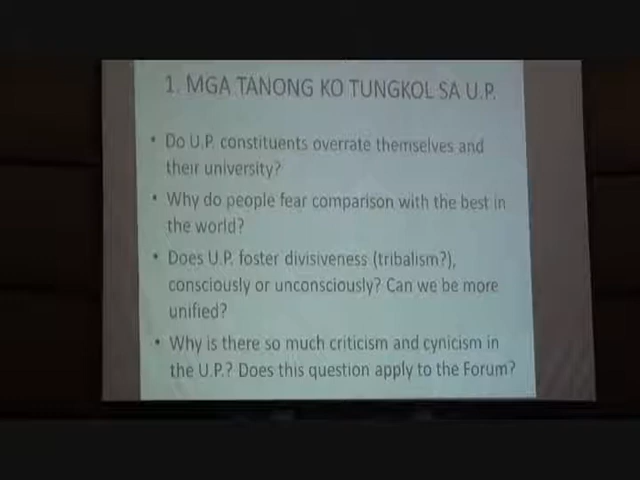 1. MGA TANONG KO TUNGKOL SA U.P.
• Do U.P. constituents overrate themselves and
their university?
• Why do people fear comparison with the best in
the world?
• Does U.P. foster divisiveness (tribalism?),
consciously or unconsciously? Can we be more
unified?
• Why is there so much criticism and cynicism in
the U.P.? Does this question apply to the Forum?